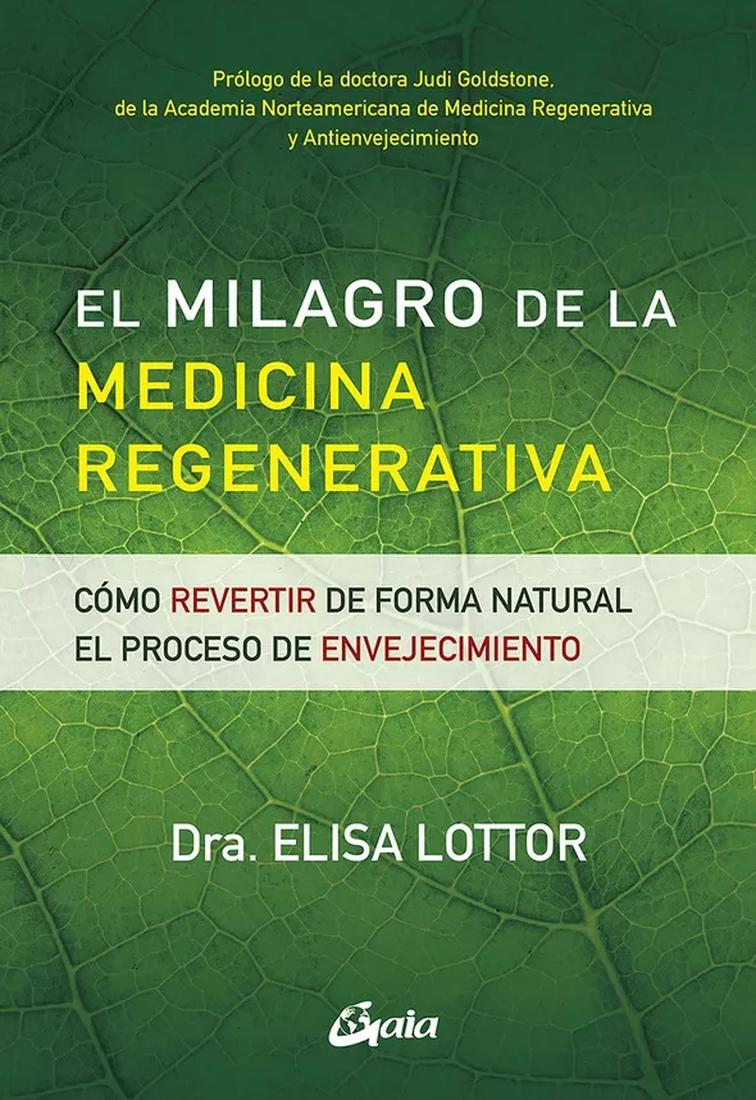 Prólogo de la doctora Judi Goldstone,
de la Academia Norteamericana de Medicina Regenerativa
y Antienvejecimiento
EL MILAGRO DE LA
MEDICINA
REGENERATIVA
CÓMO REVERTIR DE FORMA NATURAL
EL PROCESO DE ENVEJECIMIENTO
Dra. ELISA LOTTOR
Gaia